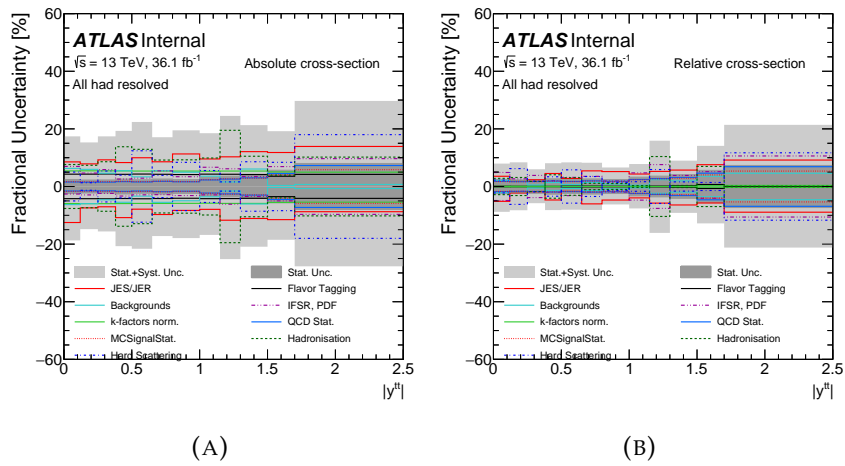 Fractional Uncertainty [%]
60
40
20
0
−20
−40
−60
ATLAS Internal
√s = 13 TeV, 36.1 fb-1
Absolute cross-section
All had resolved
Stat.+Syst. Unc.
Stat. Unc.
JES/JER
Flavor Tagging
Backgrounds
IFSR, PDF
k-factors norm.
QCD Stat.
MCSignalStat.
Hadronisation
Hard Scattering
0 0.5 1 1.5 2 2.5
|ytt|
(A)
Fractional Uncertainty [%]
60
40
20
0
−20
−40
−60
ATLAS Internal
√s = 13 TeV, 36.1 fb-1
Relative cross-section
All had resolved
Stat.+Syst. Unc.
Stat. Unc.
JES/JER
Flavor Tagging
Backgrounds
IFSR, PDF
k-factors norm.
QCD Stat.
MCSignalStat.
Hadronisation
Hard Scattering
0 0.5 1 1.5 2 2.5
|ytt|
(B)